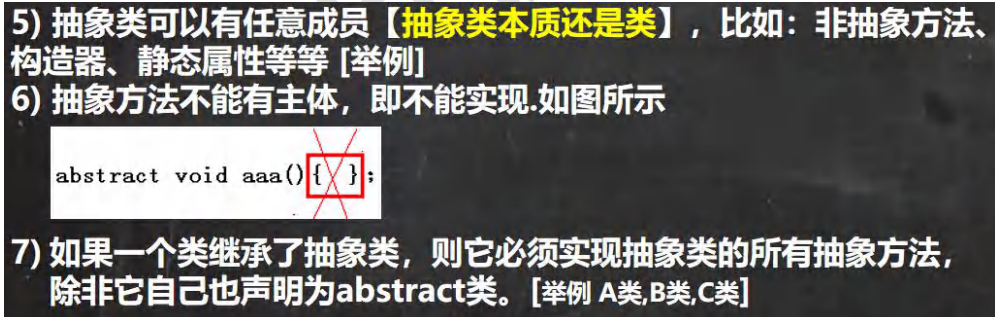 5) 抽象类可以有任意成员【抽象类本质还是类】，比如：非抽象方法、
构造器、静态属性等等 [举例]
6) 抽象方法不能有主体，即不能实现.如图所示
abstract void aaa(){ };
7) 如果一个类继承了抽象类，则它必须实现抽象类的所有抽象方法，
除非它自己也声明为abstract类。[举例 A类,B类,C类]